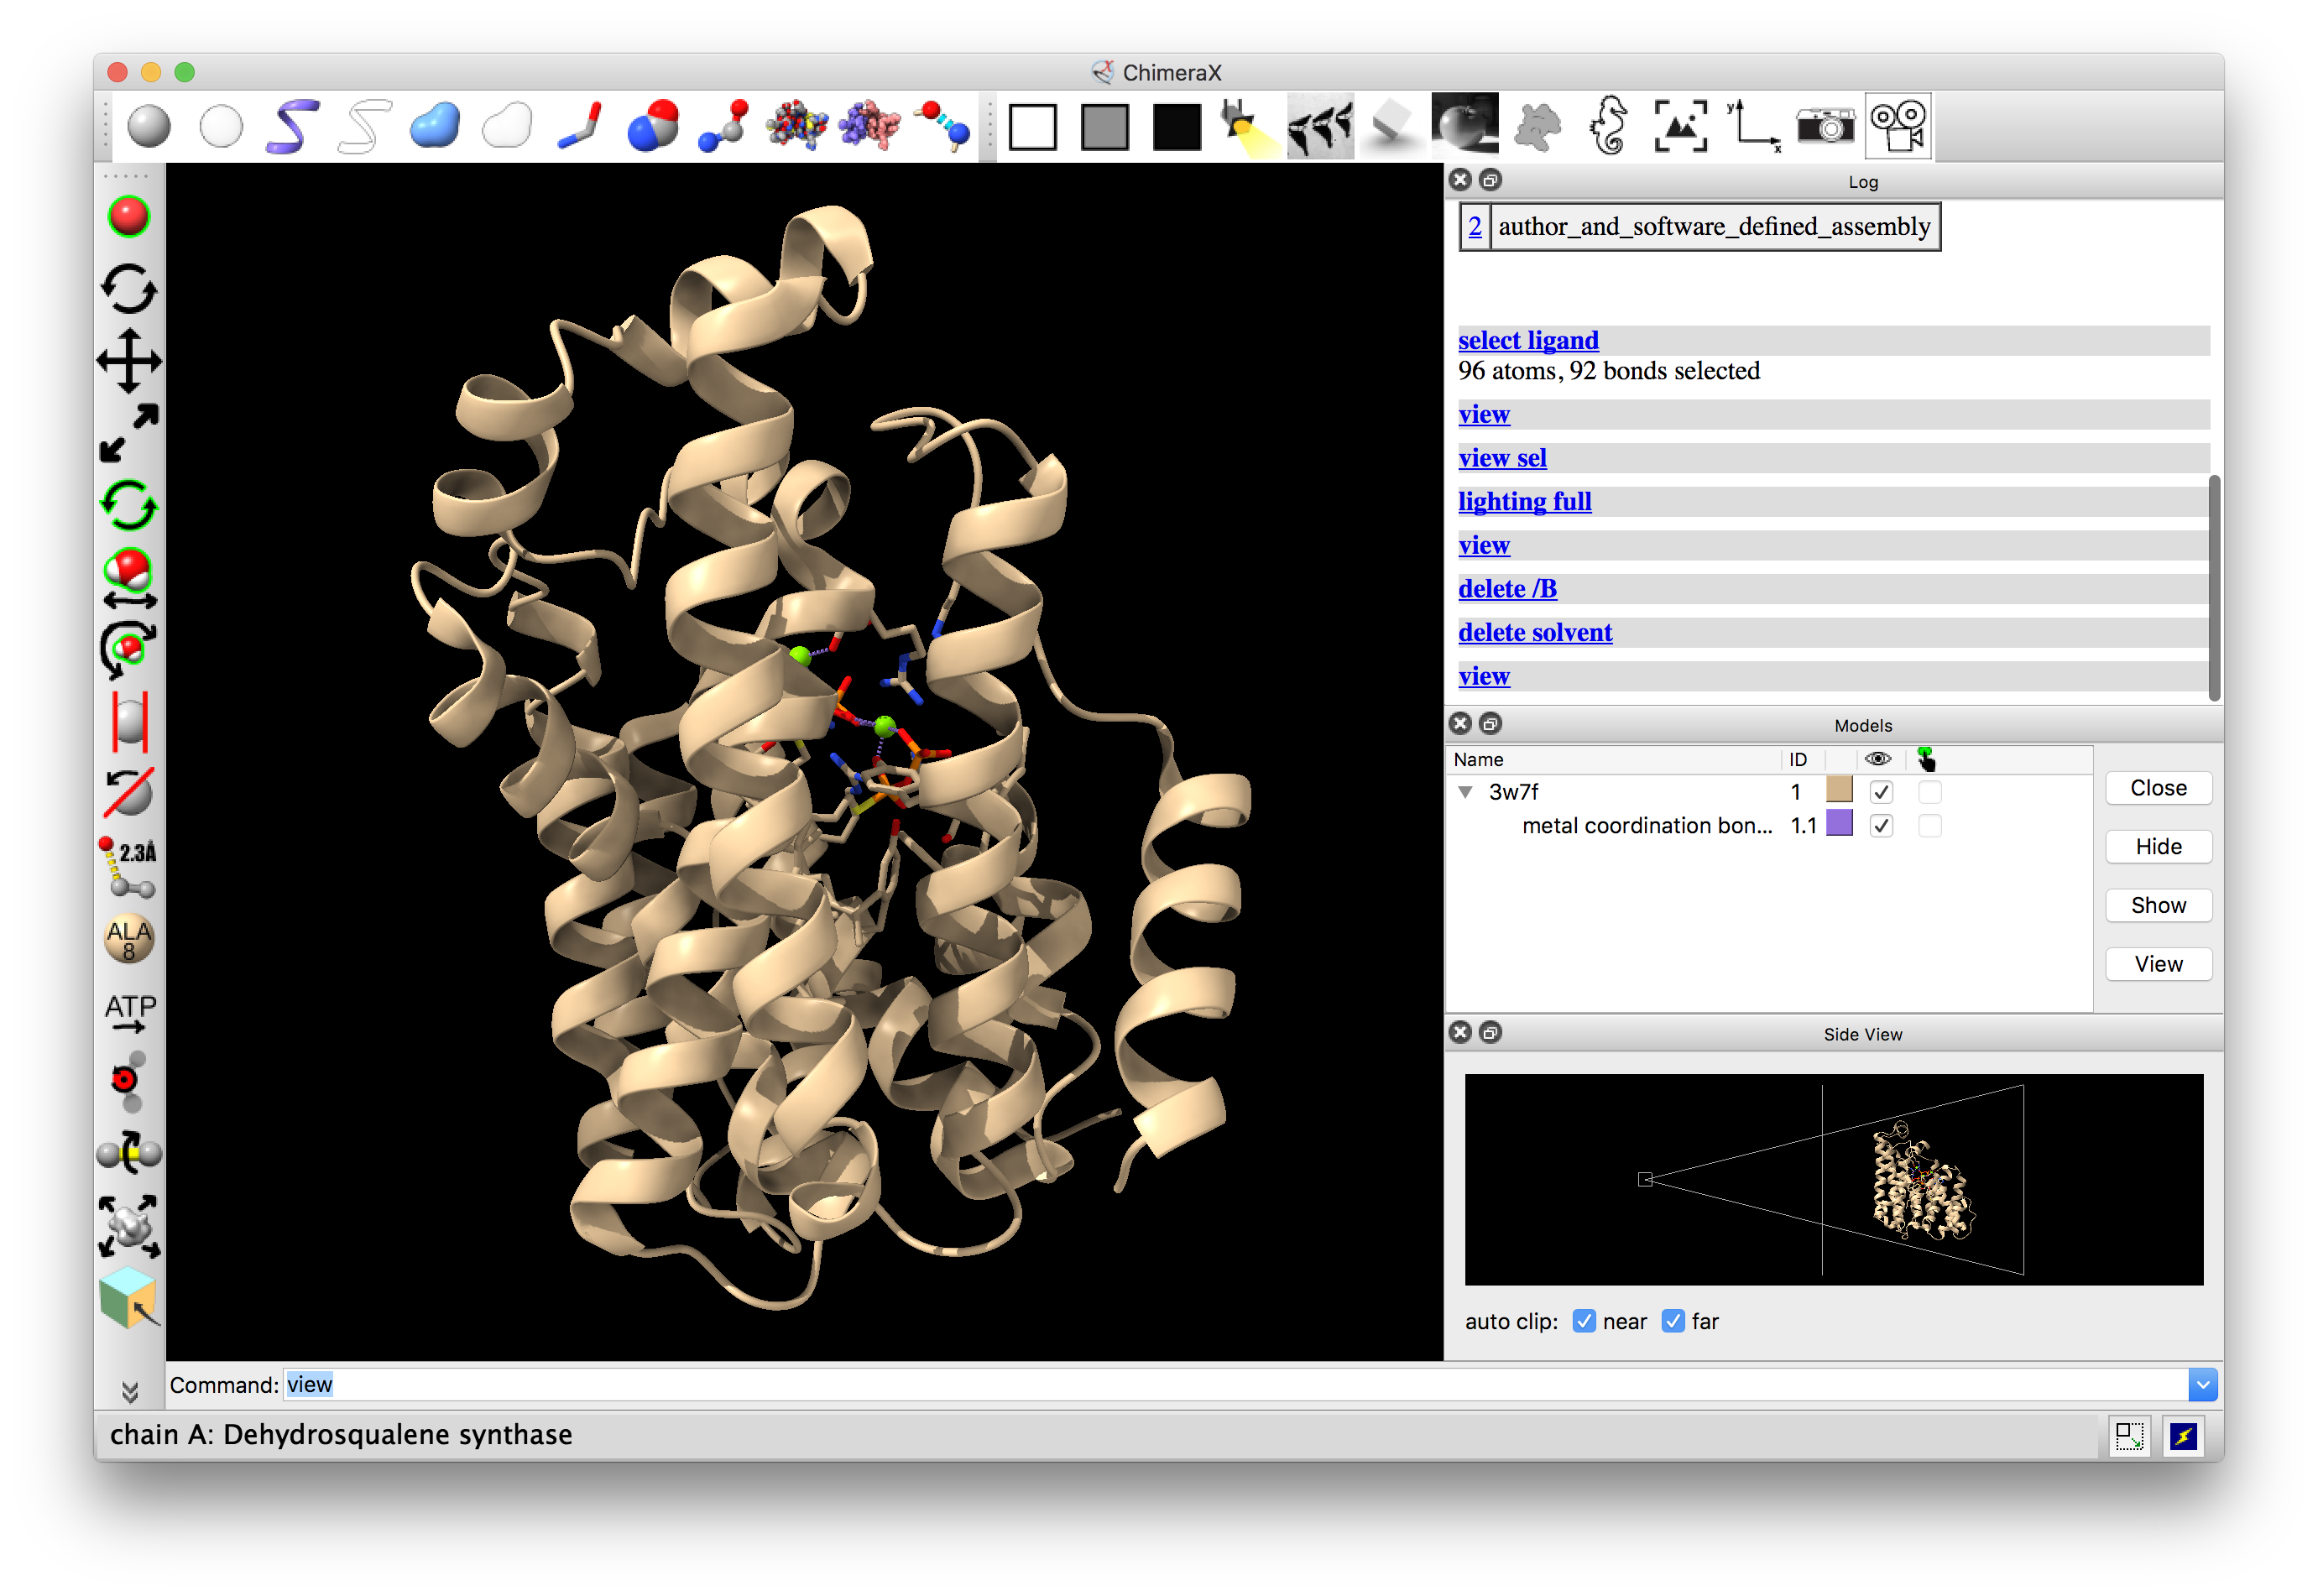 ChimeraX
y
x
Log
2 author_and_software_defined_assembly
select ligand
96 atoms, 92 bonds selected
view
view sel
lighting full
view
delete /B
delete solvent
view
2.3Å
ALA
8
ATP
Models
Name ID
3w7f 1
metal coordination bon... 1.1
Close
Hide
Show
View
Side View
auto clip: near far
Command: view
chain A: Dehydrosqualene synthase